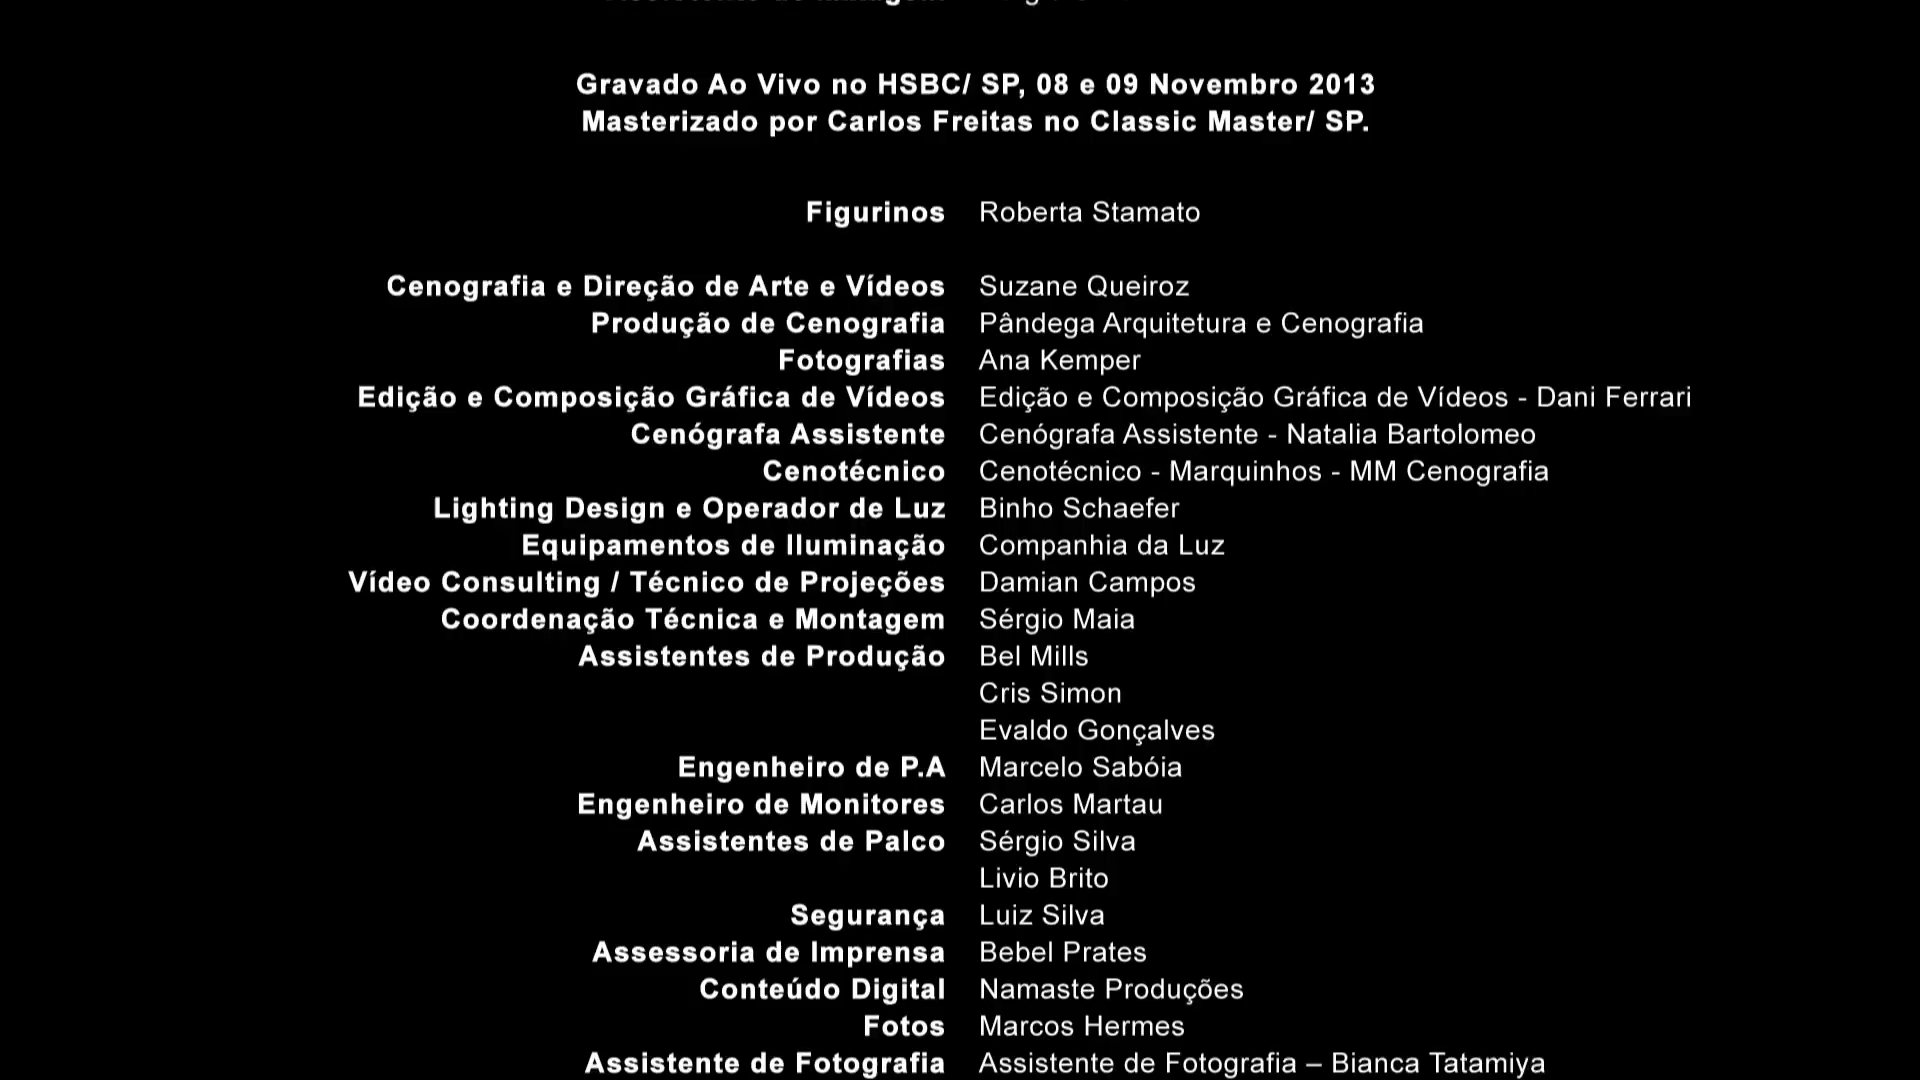 Gravado Ao Vivo no HSBC/ SP, 08 e 09 Novembro 2013
Masterizado por Carlos Freitas no Classic Master/ SP.
Figurinos Roberta Stamato
Cenografia e Direção de Arte e Vídeos Suzane Queiroz
Produção de Cenografia Pândega Arquitetura e Cenografia
Fotografias Ana Kemper
Edição e Composição Gráfica de Vídeos Edição e Composição Gráfica de Vídeos - Dani Ferrari
Cenógrafa Assistente Cenógrafa Assistente - Natalia Bartolomeo
Cenotécnico Cenotécnico - Marquinhos - MM Cenografia
Lighting Design e Operador de Luz Binho Schaefer
Equipamentos de Iluminação Companhia da Luz
Vídeo Consulting / Técnico de Projeções Damian Campos
Coordenação Técnica e Montagem Sérgio Maia
Assistentes de Produção Bel Mills
Cris Simon
Evaldo Gonçalves
Engenheiro de P.A Marcelo Sabóia
Engenheiro de Monitores Carlos Martau
Assistentes de Palco Sérgio Silva
Livio Brito
Segurança Luiz Silva
Assessoria de Imprensa Bebel Prates
Conteúdo Digital Namaste Produções
Fotos Marcos Hermes
Assistente de Fotografia Assistente de Fotografia – Bianca Tatamiya